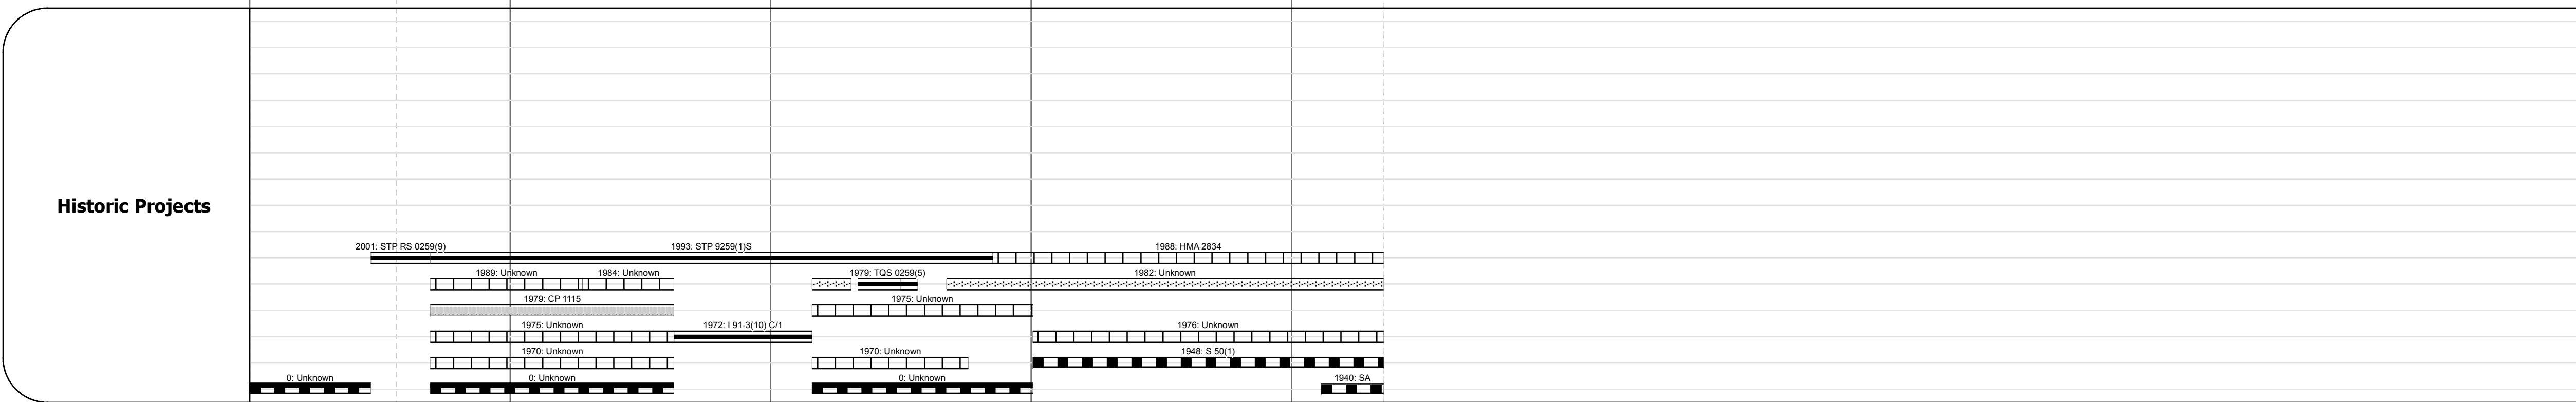 Historic Projects
2001: STP RS 0259(9)
1993: STP 9259(1)S
1988: HMA 2834
1989: Unknown
1984: Unknown
1979: TQS 0259(5)
1982: Unknown
1979: CP 1115
1975: Unknown
1975: Unknown
1972: I 91-3(10) C/1
1976: Unknown
1970: Unknown
1970: Unknown
1948: S 50(1)
0: Unknown
0: Unknown
0: Unknown
1940: SA